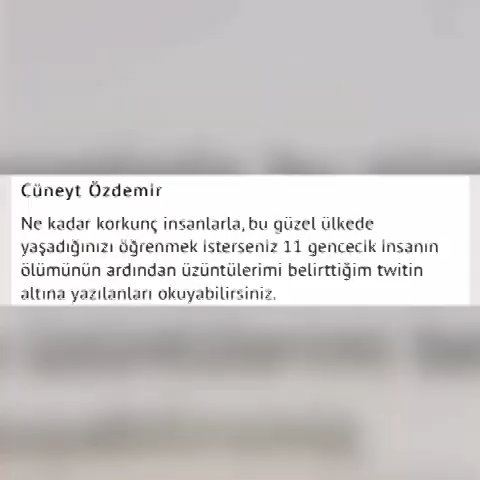 Cüneyt Özdemir
Ne kadar korkunç insanlarla, bu güzel ülkede
yaşadığınızı öğrenmek isterseniz 11 gencecik insanın
ölümünün ardından üzüntülerimi belirttiğim twitin
altına yazılanları okuyabilirsiniz.